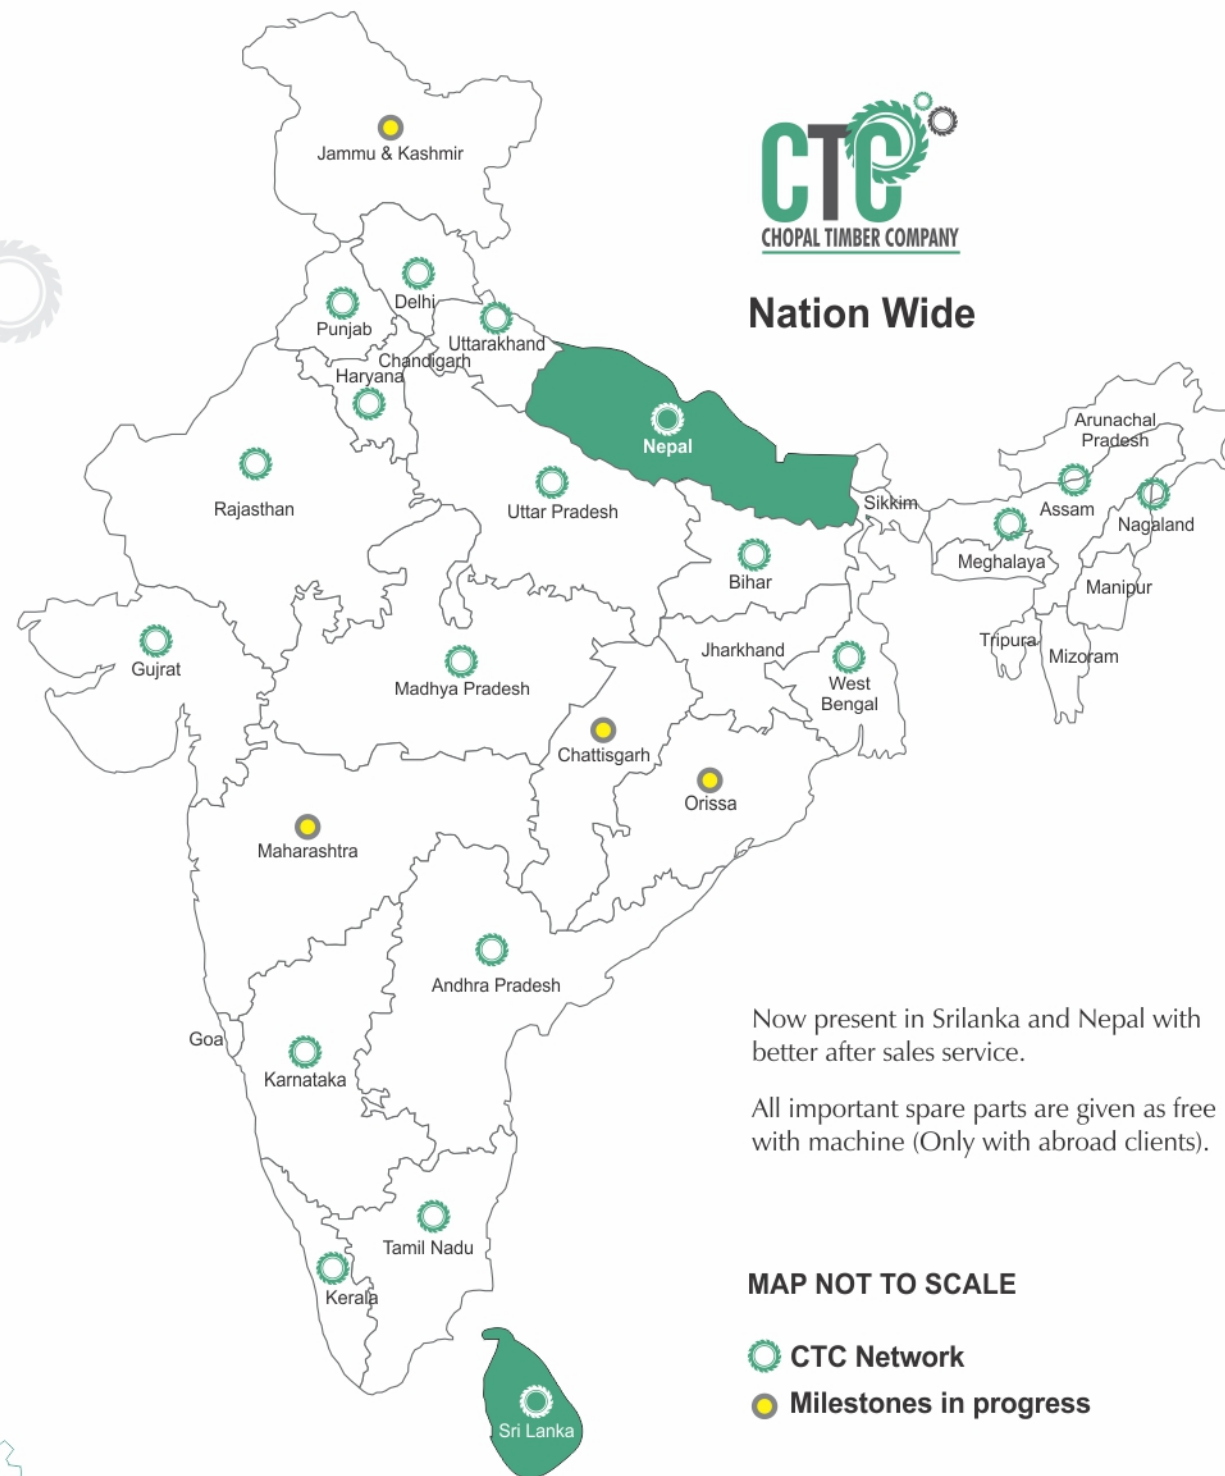 Jammu & Kashmir
CTC
CHOPAL TIMBER COMPANY
Nation Wide
Delhi
Punjab
Uttarakhand
Chandigarh
Haryana
Nepal
Arunachal
Pradesh
Rajasthan
Uttar Pradesh
Sikkim
Assam
Nagaland
Meghalaya
Bihar
Manipur
Tripura
Mizoram
Jharkhand
Gujrat
Madhya Pradesh
West
Bengal
Chattisgarh
Orissa
Maharashtra
Andhra Pradesh
Goa
Karnataka
Now present in Srilanka and Nepal with
better after sales service.
All important spare parts are given as free
with machine (Only with abroad clients).
Tamil Nadu
Kerala
Sri Lanka
MAP NOT TO SCALE
CTC Network
Milestones in progress